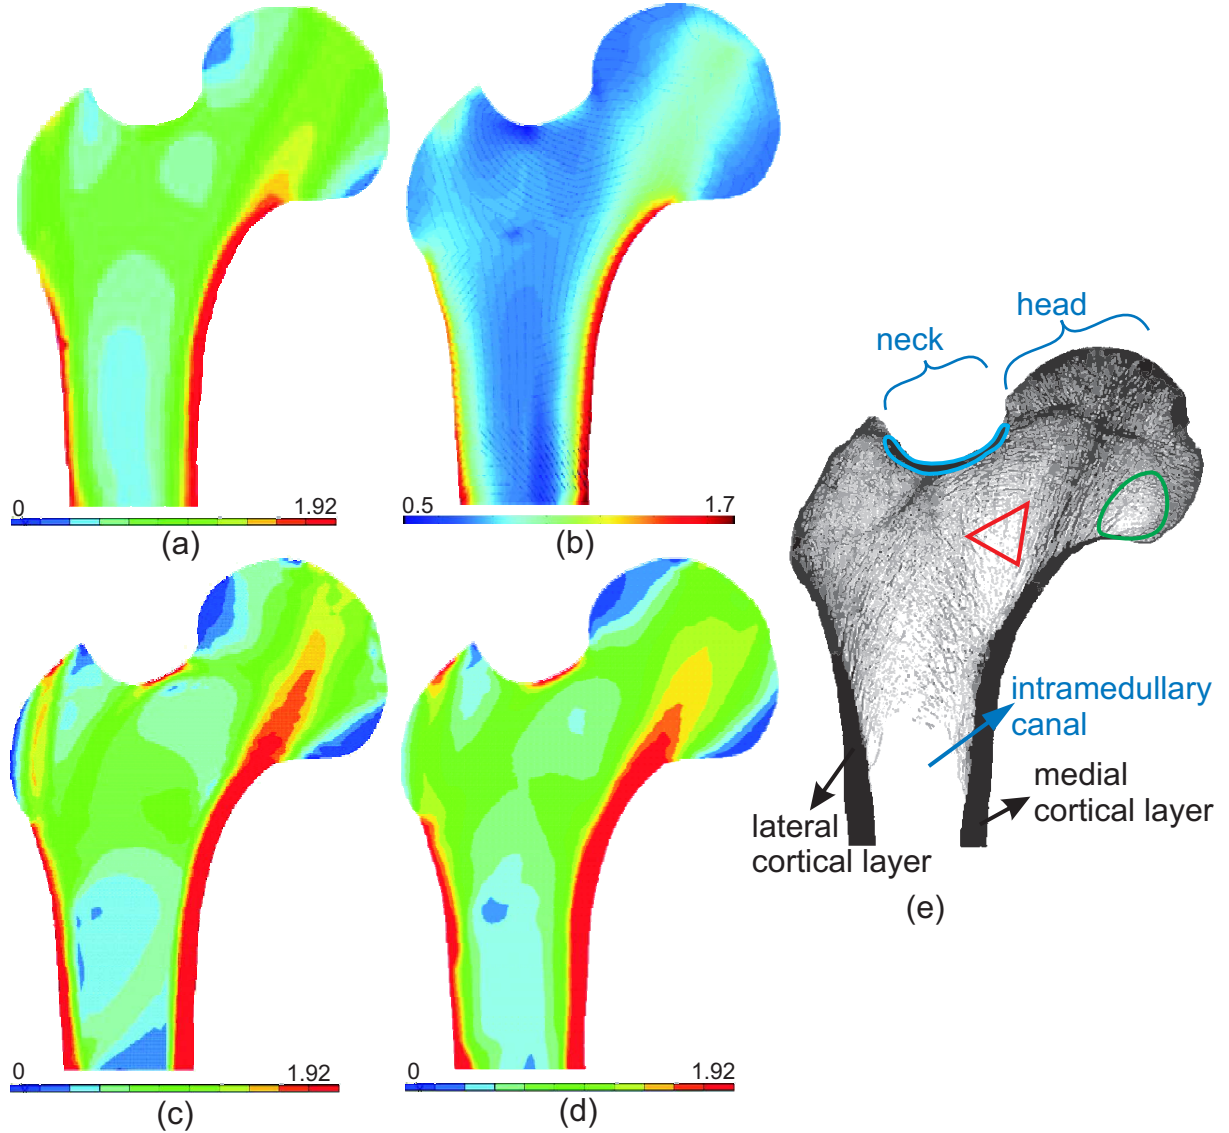 0
1.92
(a)
0.5
1.7
(b)
0
1.92
(c)
0
1.92
(d)
head
neck
intramedullary
canal
medial
cortical layer
lateral
cortical layer
(e)